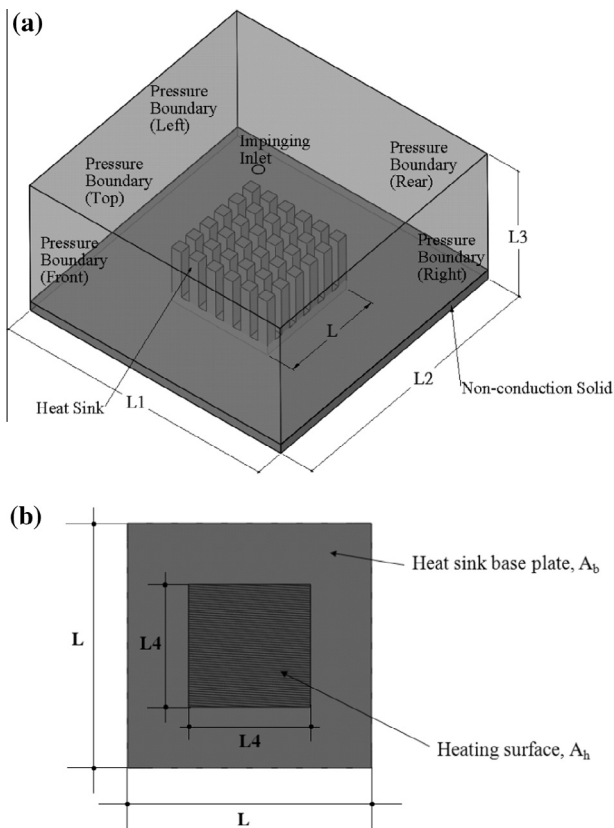 (a)
Pressure
Boundary
(Left)
Impinging
Inlet
Pressure
Boundary
(Rear)
Pressure
Boundary
(Top)
Pressure
Boundary
(Front)
Pressure
Boundary
(Right)
L3
L
L2
L1
Heat Sink
Non-conduction Solid
(b)
Heat sink base plate, Ab
L
L4
L4
Heating surface, Ah
L